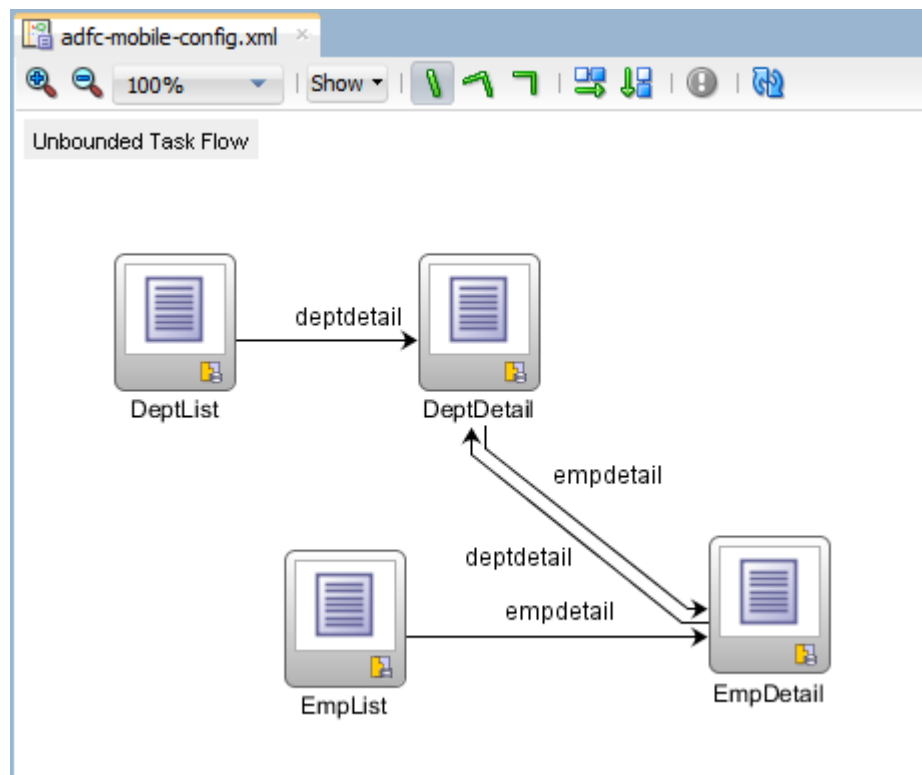 adfc-mobile-config.xml
100%
Show
Unbounded Task Flow
deptdetail
DeptList
DeptDetail
empdetail
deptdetail
empdetail
EmpList
EmpDetail